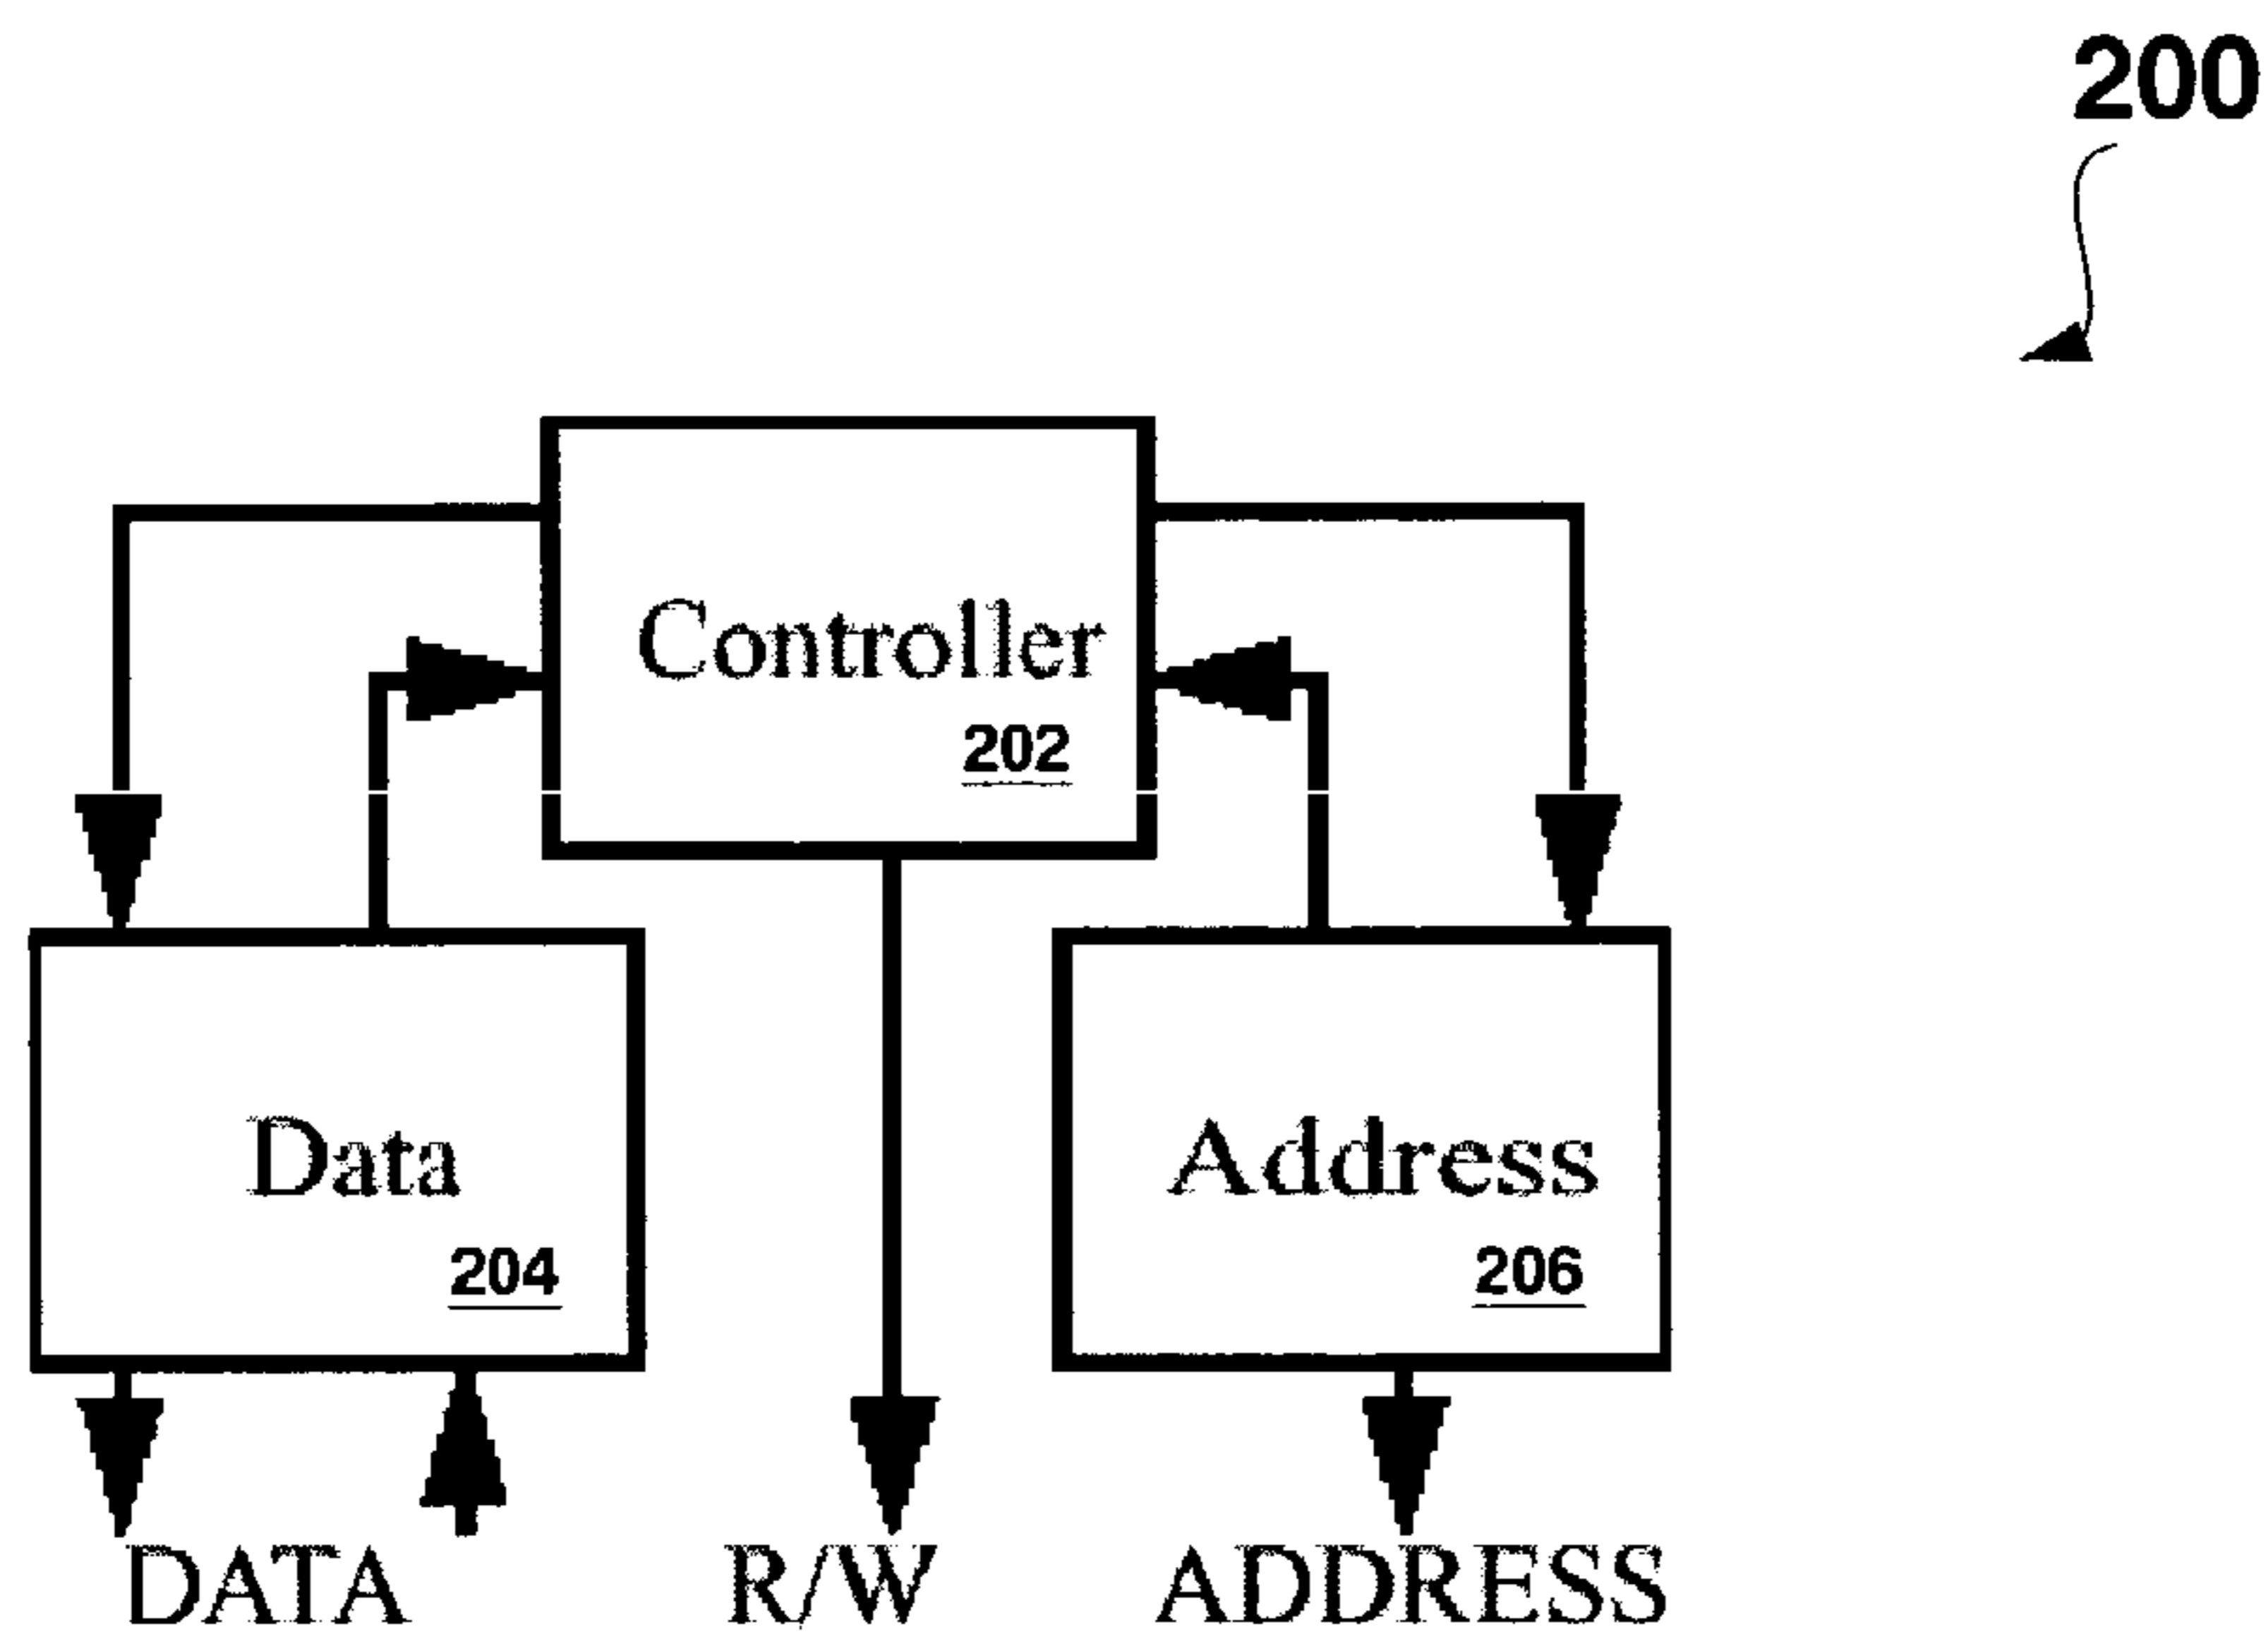 200
Controller
202
Data
204
Address
206
DATA
R/W
ADDRESS